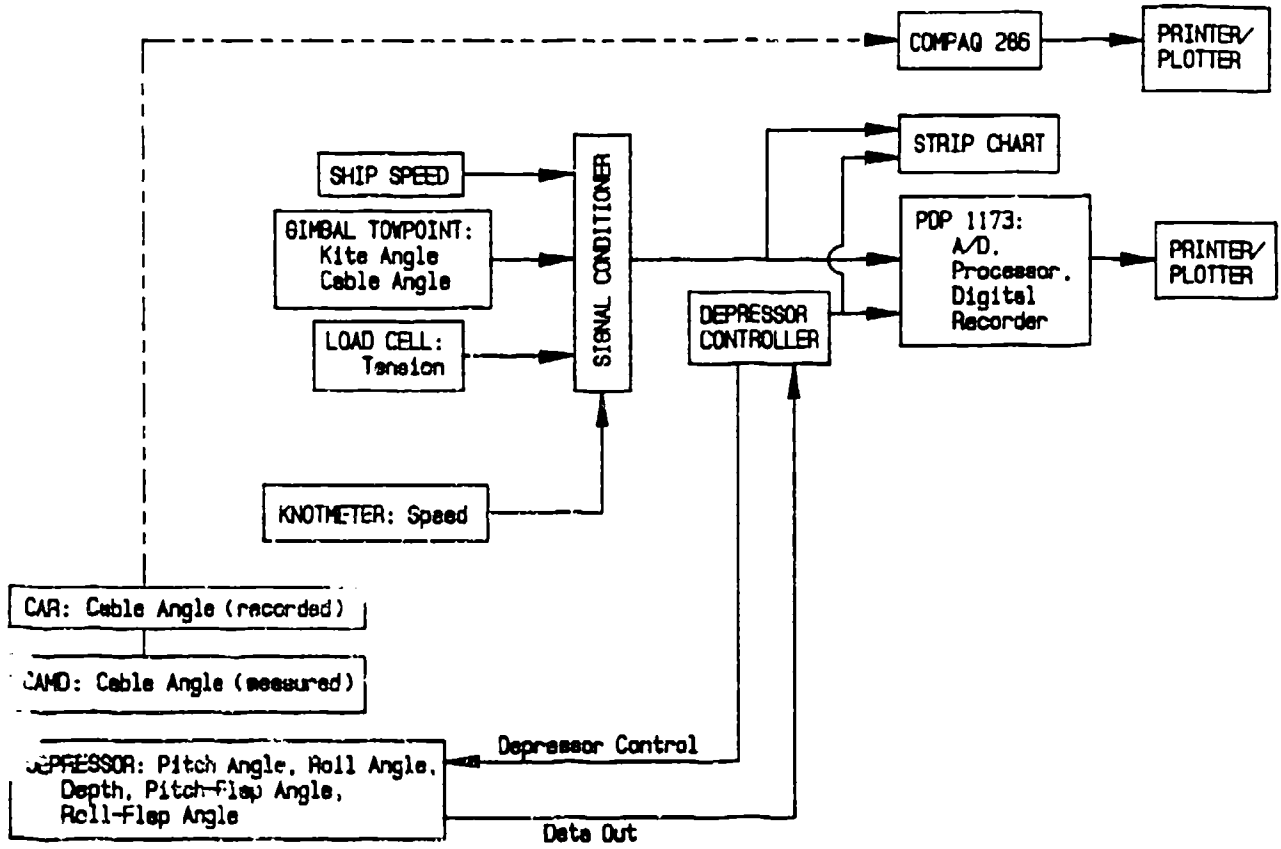 COMPAQ 286
PRINTER/
PLOTTER
STRIP CHART
SHIP SPEED
GIMBAL TOWPOINT:
Kite Angle
Cable Angle
LOAD CELL:
Tension
SIGNAL CONDITIONER
PDP 1173:
A/D,
Processor,
Digital
Recorder
PRINTER/
PLOTTER
DEPRESSOR
CONTROLLER
KNOTMETER: Speed
CAR: Cable Angle (recorded)
CAMD: Cable Angle (measured)
DEPRESSOR: Pitch Angle, Roll Angle,
Depth, Pitch-Flap Angle,
Roll-Flap Angle
Depressor Control
Data Out